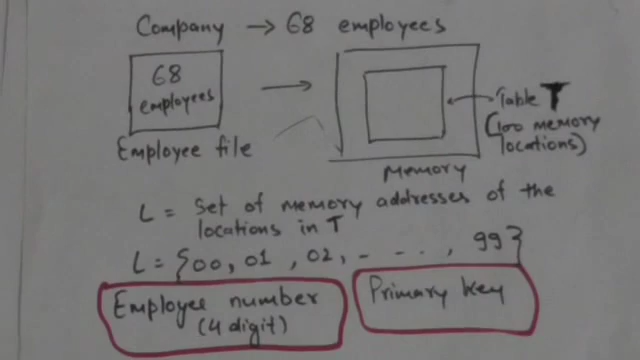 Company → 68 employees
68
employees
Employee file
Table T
(100 memory
locations)
Memory
L = Set of memory addresses of the
locations in T
L = {00, 01, 02, - - - -, 99}
Employee number
(4 digit)
Primary key